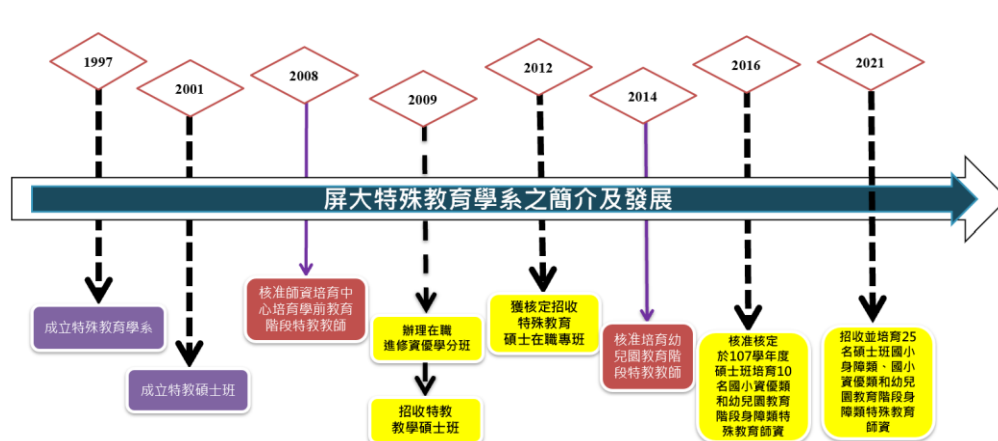 1997
2001
2008
2009
2012
2014
2016
2021
屏大特殊教育學系之簡介及發展
成立特殊教育學系
成立特教碩士班
核准師資培育中
心培育學前教育
階段特教教師
辦理在職
進修資優學分班
招收特教
教學碩士班
獲核定招收
特殊教育
碩士在職專班
核准培育幼
兒園教育階
段特教教師
核准核定
於107學年度
碩士班培育10
名國小資優類
和幼兒園教育
階段身障類特
殊教育師資
招收並培育25
名碩士班國小
身障類、國小
資優類和幼兒
園教育階段身
障類特殊教育
師資